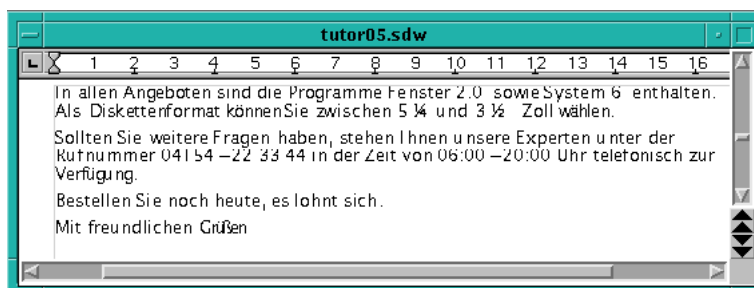 tutor05.sdw
1 2 3 4 5 6 7 8 9 10 11 12 13 14 15 16
In allen Angeboten sind die Programme Fenster 2.0 sowie System 6 enthalten.
Als Diskettenformat können Sie zwischen 5 ¼ und 3 ½ Zoll wählen.
Sollten Sie weitere Fragen haben, stehen Ihnen unsere Experten unter der
Rufnummer 04154 –22 33 44 in der Zeit von 06:00 –20:00 Uhr telefonisch zur
Verfügung.
Bestellen Sie noch heute, es lohnt sich.
Mit freundlichen Grüßen